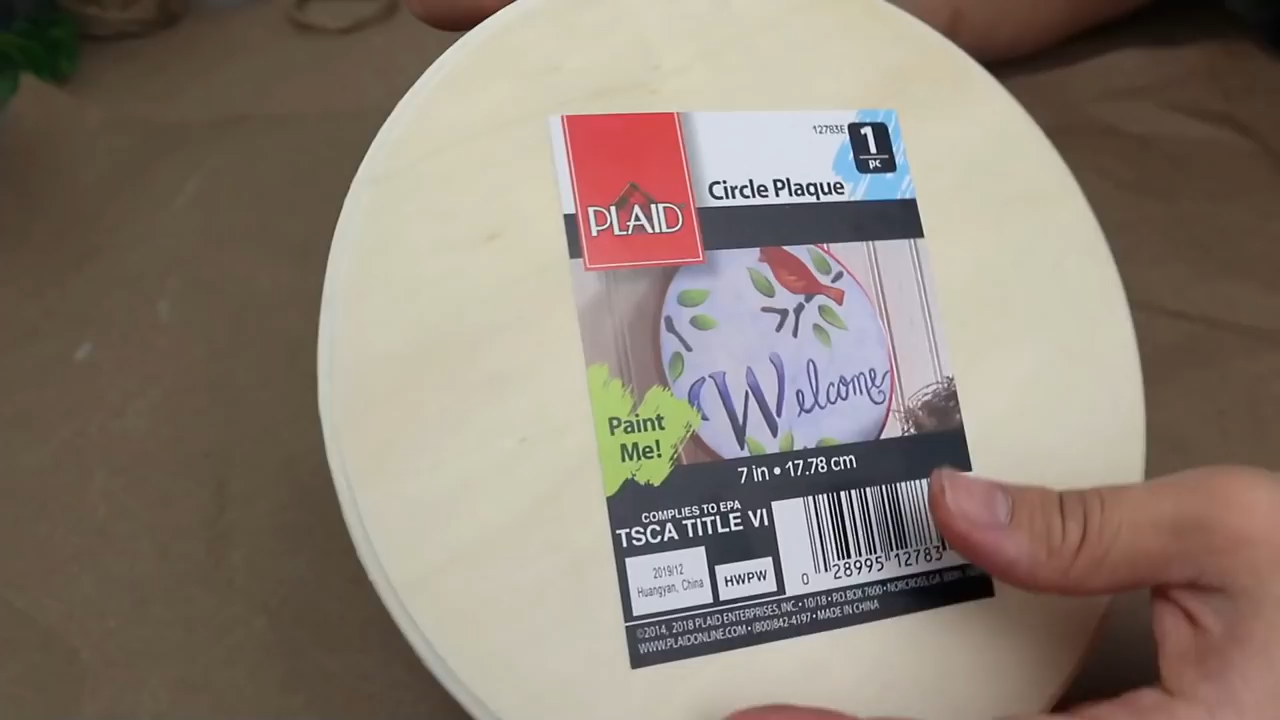 12783E
1
pc
PLAID
Circle Plaque
Welcome
Paint
Me!
7 in • 17.78 cm
COMPLIES TO EPA
TSCA TITLE VI
2019/12
Huangyan, China
HWPW
0 28995 12783
©2014, 2018 PLAID ENTERPRISES, INC. • 10/18 • P.O. BOX 7600 • NORCROSS, GA
WWW.PLAIDONLINE.COM • (800)842-4197 • MADE IN CHINA